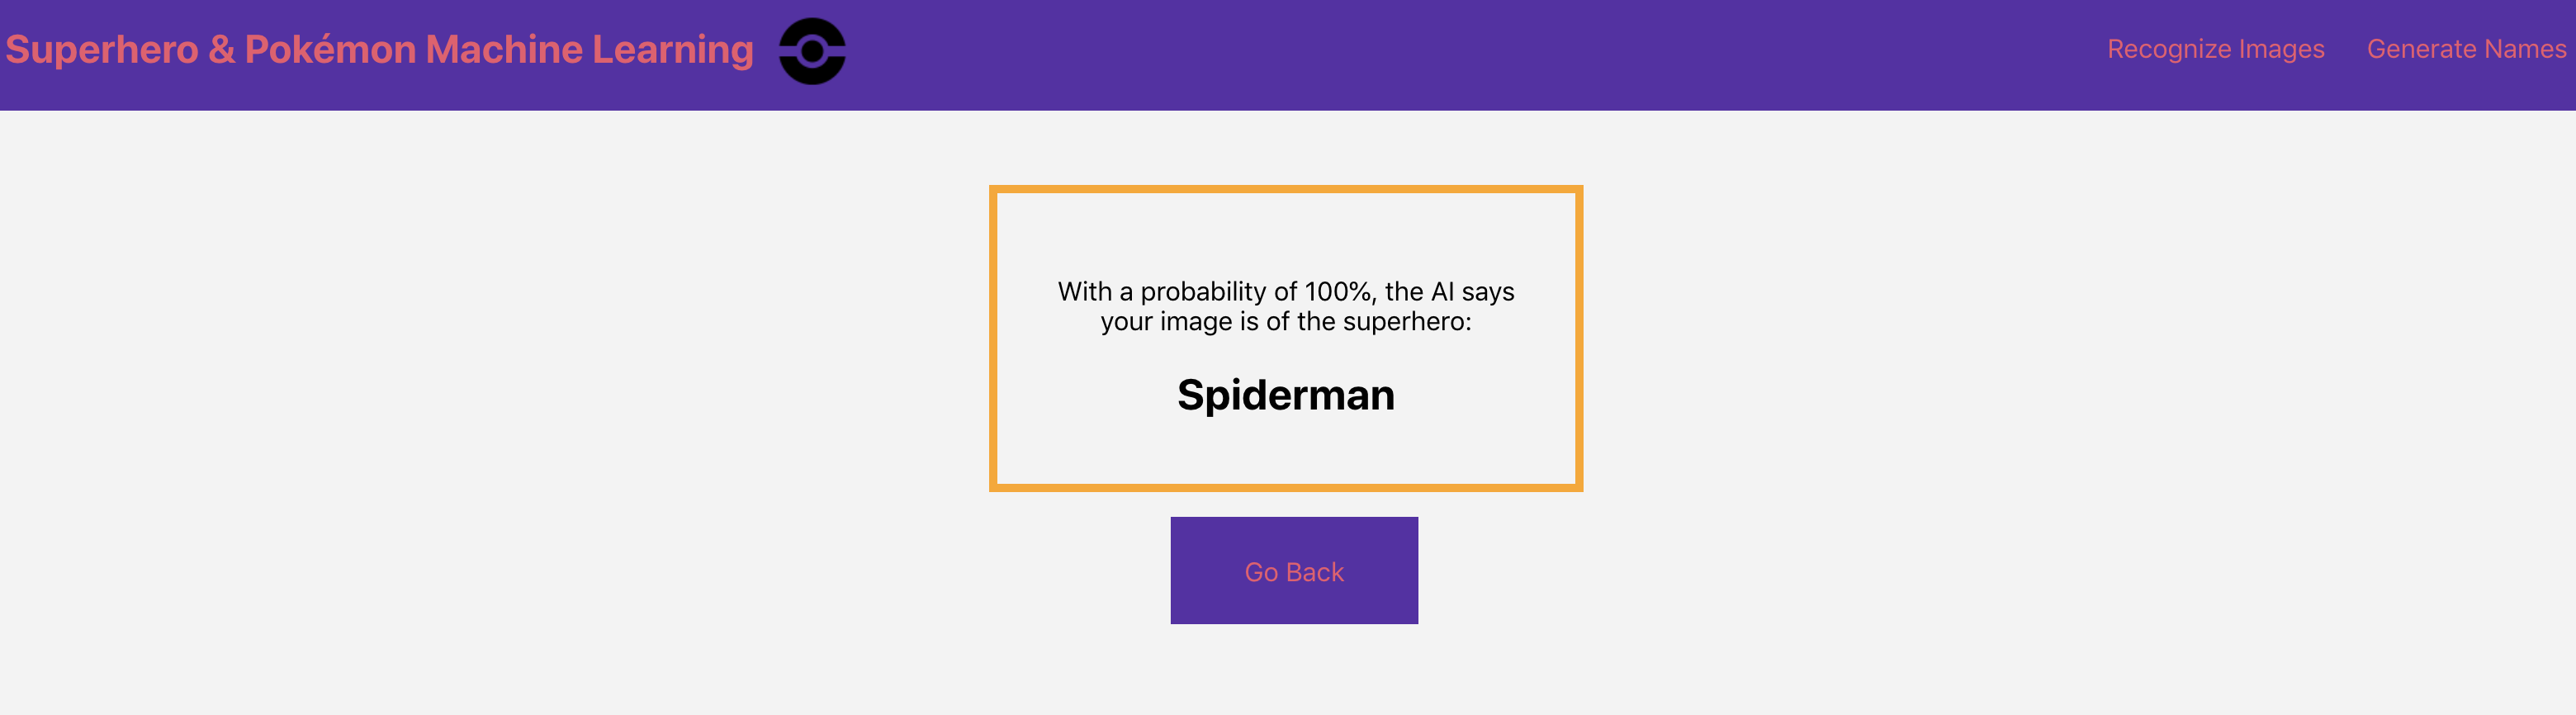 Superhero & Pokémon Machine Learning
Recognize Images
Generate Names
With a probability of 100%, the AI says
your image is of the superhero:
Spiderman
Go Back